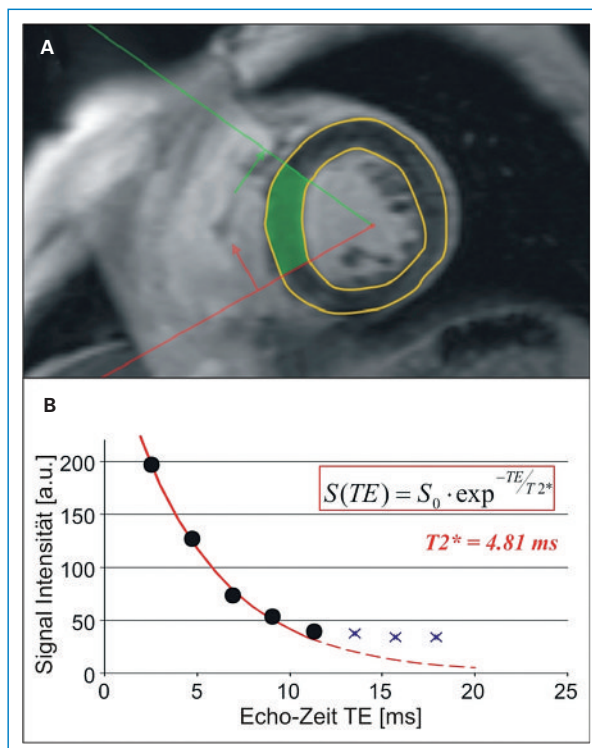 A
B
Signal Intensität [a.u.]
200
150
100
50
0
S(TE) = S₀ · exp^(-TE/T2*)
T2* = 4.81 ms
0 5 10 15 20 25
Echo-Zeit TE [ms]